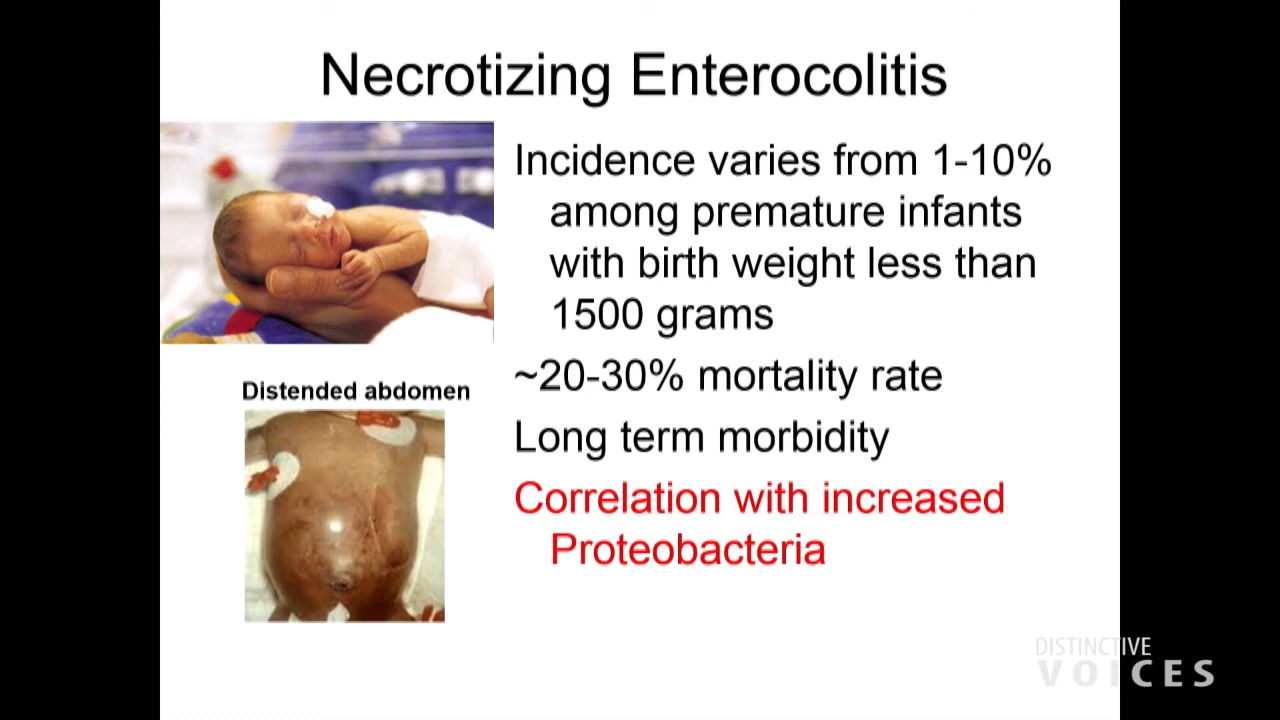 Necrotizing Enterocolitis
Incidence varies from 1-10%
among premature infants
with birth weight less than
1500 grams
~20-30% mortality rate
Long term morbidity
Correlation with increased
Proteobacteria
Distended abdomen
DISTINCTIVE
VOICES